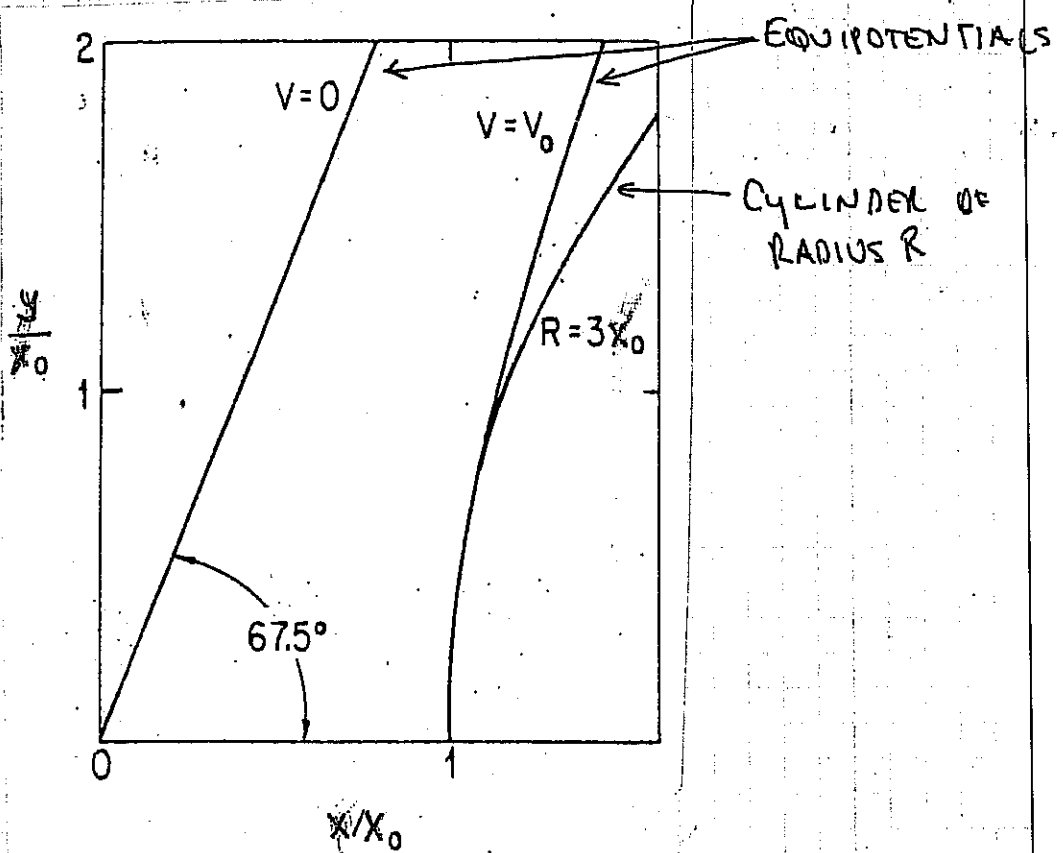 EQUIPOTENTIALS
2
V=0
V=V₀
CYLINDER OF
RADIUS R
y
x₀
R=3x₀
1
67.5°
0
1
x/x₀